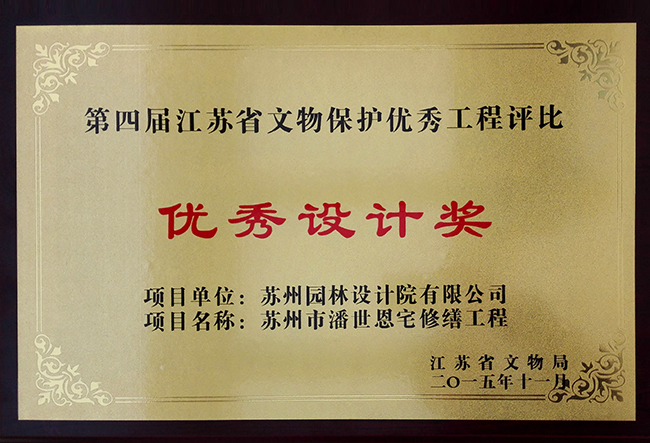 第四届江苏省文物保护优秀工程评比
优秀设计奖
项目单位：苏州园林设计院有限公司
项目名称：苏州市潘世恩宅修缮工程
江苏省文物局
二〇一五年十一月